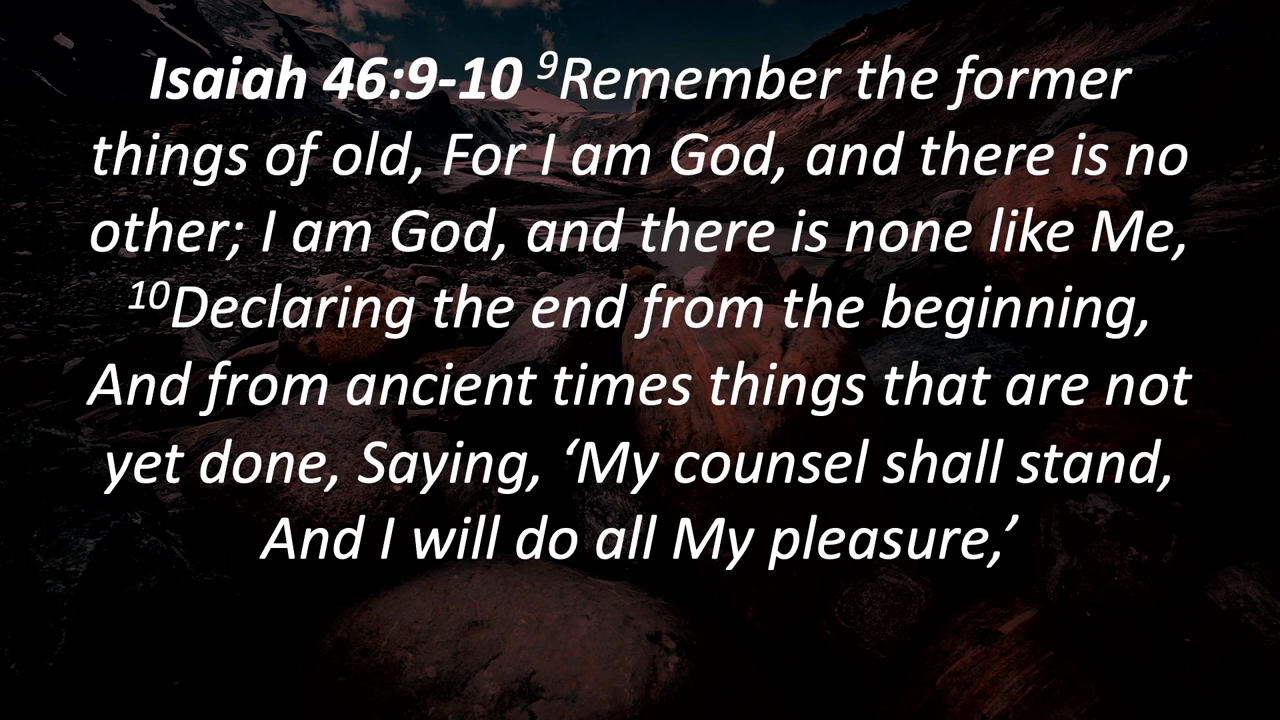 Isaiah 46:9-10 ⁹Remember the former
things of old, For I am God, and there is no
other; I am God, and there is none like Me,
¹⁰Declaring the end from the beginning,
And from ancient times things that are not
yet done, Saying, ‘My counsel shall stand,
And I will do all My pleasure,’